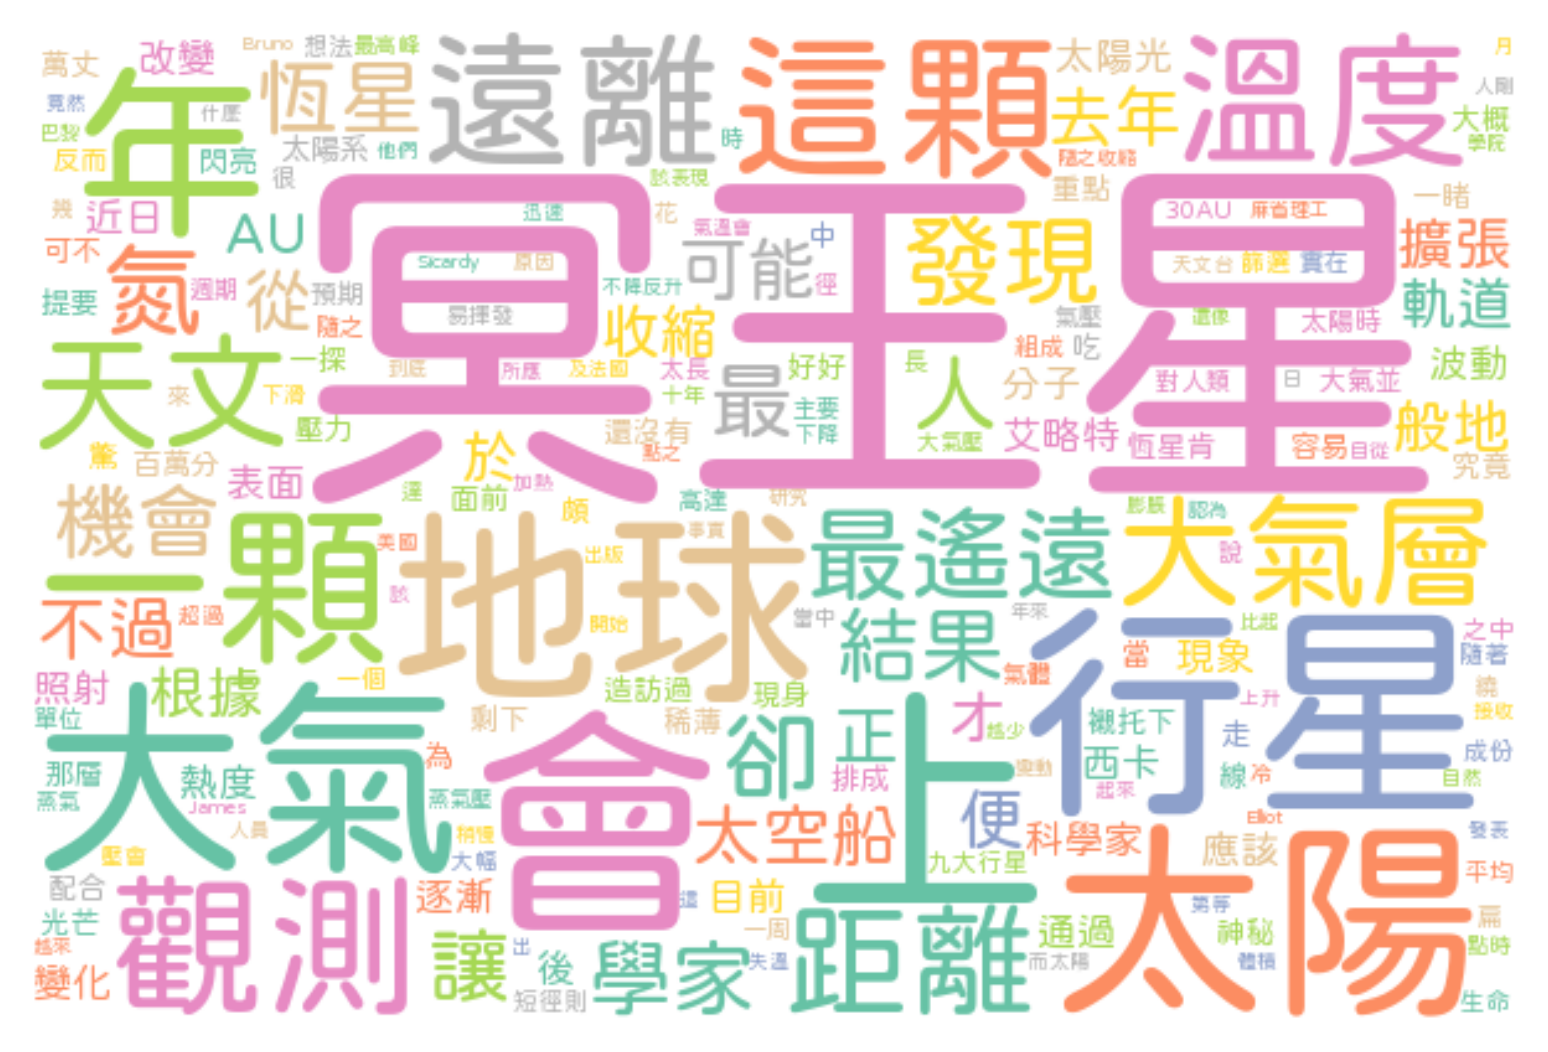 萬丈 改變 Bruno 想法 最高峰 遠離 這顆 太陽光 溫度 月
竟然 年 什麼 恆星 去年 人剛
巴黎 大概
反而 閃亮 太陽系 他們 時 隨之收縮 學院
很 該表現 重點
幾 近日 AU 冥王星 迅速 花 氣溫會 中 發現 30AU 麻省理工 一睹
可不 氮 Sicardy 原因 可能 天文台 篩選 實在 擴張
提要 週期 從 預期 不降反升 徑 軌道
隨之 易揮發 收縮 氣壓 還像 太陽時
天文 一探 到底 所應 及法國 太長 最 好好 長 人 組成 吃 波動
來 下滑 十年 主要 分子 對人類 日 大氣並
壓力 還沒有 下降 大氣壓 艾略特 恆星肯 容易 自從 般地
驚 百萬分 於 點之 究竟
表面 加熱
機會 達 面前 頗 高達 研究 膨脹 認為
一顆 美國 地球 事實 最遙遠 大氣層
出版 說
不過 超過 該 開始 當中 結果 年來 行星 比起 之中
當 現象 隨著
照射 根據 一個 造訪過 現身 氣體 繞
單位 大氣 剩下 稀薄 卻 正 上 才 越少 襯托下 上升 接收
那層 熱度 為 會 排成 變動 西卡 走 成份
蒸氣 James 蒸氣壓 起來 線 冷 自然
人員 稍慢 太空船 便 科學家 Elliot 發表
壓會 大幅 九大行星 應該 太陽
配合 觀測 逐漸 這 目前 距離 第等 平均
光芒 讓 出 一周 通過 神秘 扁
越來 後 學家 失溫 而太陽 體積 點時
變化 短徑則 生命